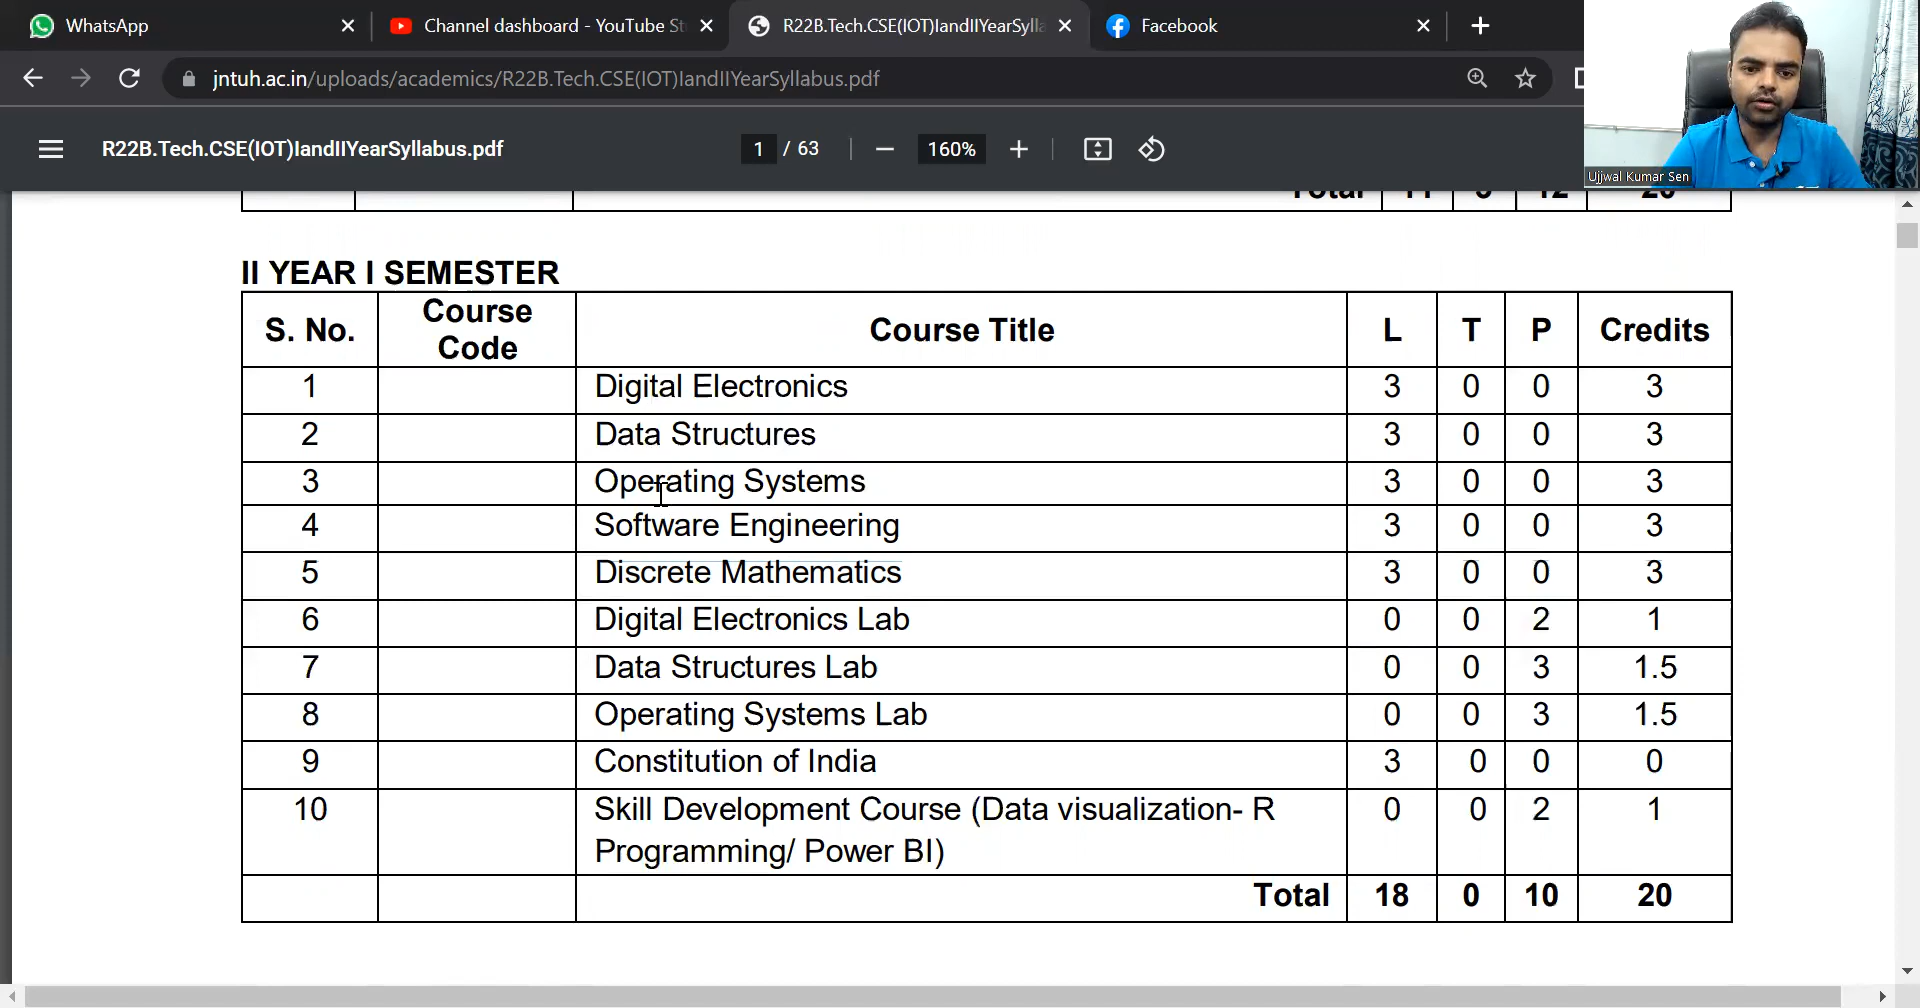 WhatsApp
Channel dashboard - YouTube St
R22B.Tech.CSE(IOT)IandIIYearSylla
Facebook
jntuh.ac.in/uploads/academics/R22B.Tech.CSE(IOT)IandIIYearSyllabus.pdf
R22B.Tech.CSE(IOT)IandIIYearSyllabus.pdf
1 / 63
160%
Ujjwal Kumar Sen
Total 20
II YEAR I SEMESTER
S. No. Course Code Course Title L T P Credits
1 Digital Electronics 3 0 0 3
2 Data Structures 3 0 0 3
3 Operating Systems 3 0 0 3
4 Software Engineering 3 0 0 3
5 Discrete Mathematics 3 0 0 3
6 Digital Electronics Lab 0 0 2 1
7 Data Structures Lab 0 0 3 1.5
8 Operating Systems Lab 0 0 3 1.5
9 Constitution of India 3 0 0 0
10 Skill Development Course (Data visualization- R 0 0 2 1
Programming/ Power BI)
Total 18 0 10 20